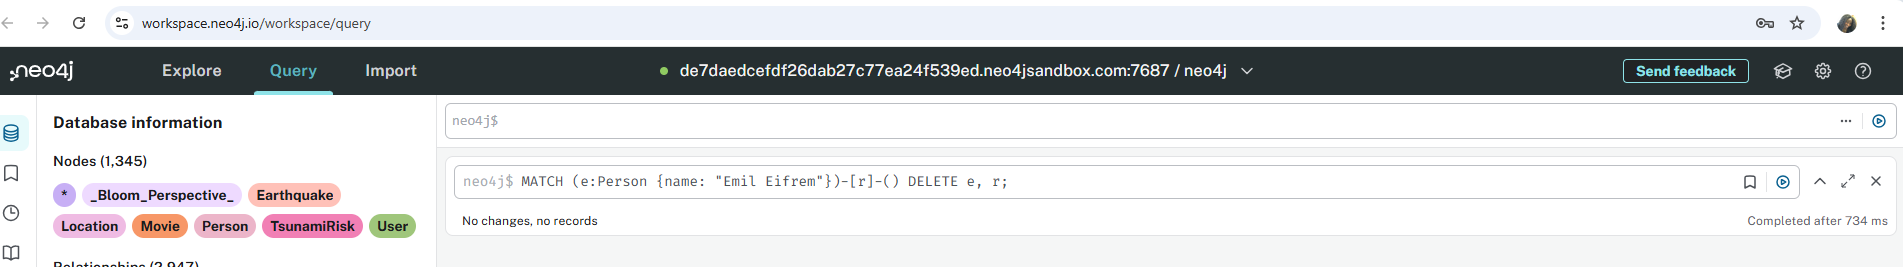 workspace.neo4j.io/workspace/query
neo4j Explore Query Import de7daedcefdf26dab27c77ea24f539ed.neo4jsandbox.com:7687 / neo4j Send feedback
Database information
neo4j$
Nodes (1,345)
* _Bloom_Perspective_ Earthquake
Location Movie Person TsunamiRisk User
Relationships (2,947)
neo4j$ MATCH (e:Person {name: "Emil Eifrem"})-[r]-() DELETE e, r;
No changes, no records
Completed after 734 ms